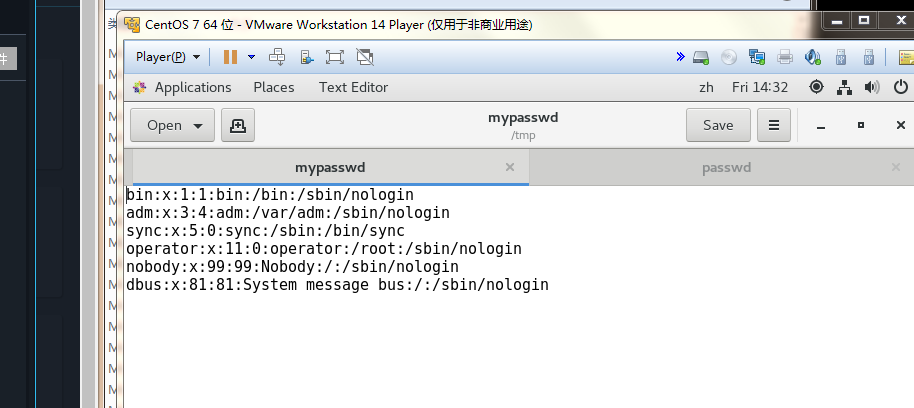 CentOS 7 64 位 - VMware Workstation 14 Player (仅用于非商业用途)
类
件
Player(P)
Applications Places Text Editor zh Fri 14:32
Open mypasswd Save
/tmp
mypasswd passwd
bin:x:1:1:bin:/bin:/sbin/nologin
adm:x:3:4:adm:/var/adm:/sbin/nologin
sync:x:5:0:sync:/sbin:/bin/sync
operator:x:11:0:operator:/root:/sbin/nologin
nobody:x:99:99:Nobody:/:/sbin/nologin
dbus:x:81:81:System message bus:/:/sbin/nologin